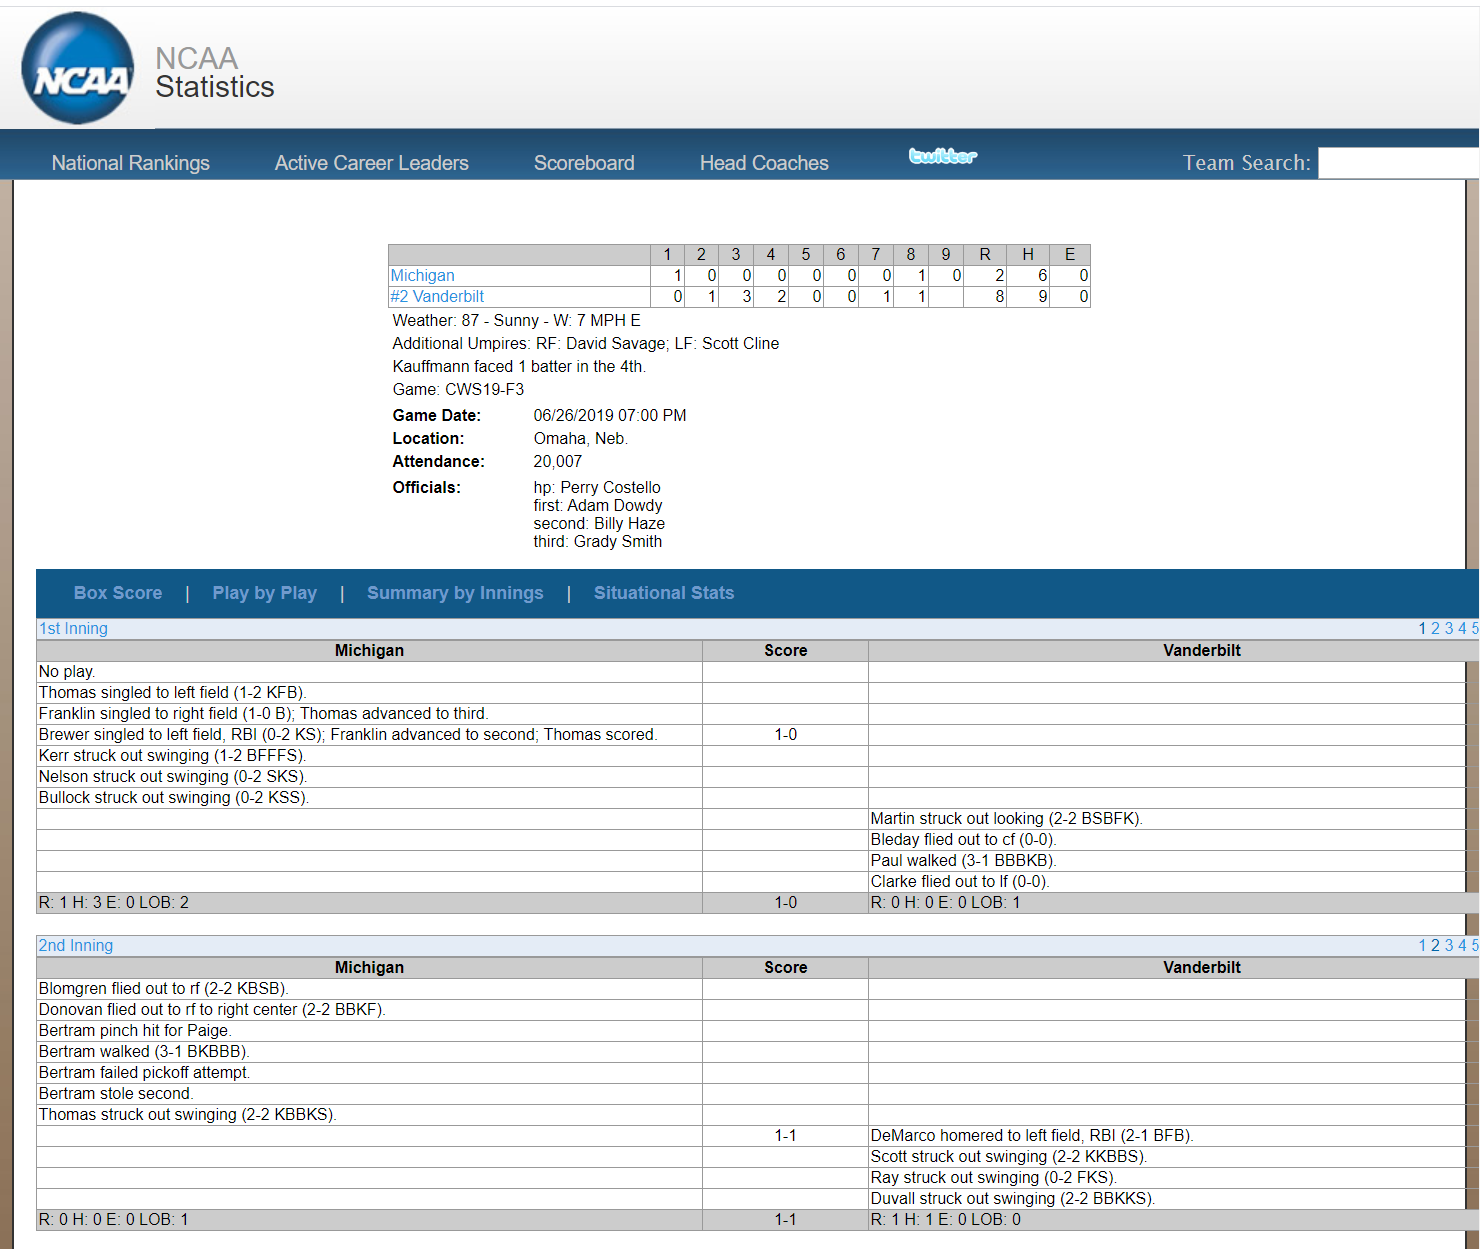 NCAA
NCAA
Statistics
National Rankings Active Career Leaders Scoreboard Head Coaches twitter Team Search:
1 2 3 4 5 6 7 8 9 R H E
Michigan 1 0 0 0 0 0 0 1 0 2 6 0
#2 Vanderbilt 0 1 3 2 0 0 1 1 8 9 0
Weather: 87 - Sunny - W: 7 MPH E
Additional Umpires: RF: David Savage; LF: Scott Cline
Kauffmann faced 1 batter in the 4th.
Game: CWS19-F3
Game Date: 06/26/2019 07:00 PM
Location: Omaha, Neb.
Attendance: 20,007
Officials: hp: Perry Costello
first: Adam Dowdy
second: Billy Haze
third: Grady Smith
Box Score | Play by Play | Summary by Innings | Situational Stats
1st Inning 1 2 3 4 5
Michigan Score Vanderbilt
No play.
Thomas singled to left field (1-2 KFB).
Franklin singled to right field (1-0 B); Thomas advanced to third.
Brewer singled to left field, RBI (0-2 KS); Franklin advanced to second; Thomas scored. 1-0
Kerr struck out swinging (1-2 BFFFS).
Nelson struck out swinging (0-2 SKS).
Bullock struck out swinging (0-2 KSS).
Martin struck out looking (2-2 BSBFK).
Bleday flied out to cf (0-0).
Paul walked (3-1 BBBKB).
Clarke flied out to lf (0-0).
R: 1 H: 3 E: 0 LOB: 2 1-0 R: 0 H: 0 E: 0 LOB: 1
2nd Inning 1 2 3 4 5
Michigan Score Vanderbilt
Blomgren flied out to rf (2-2 KBSB).
Donovan flied out to rf to right center (2-2 BBKF).
Bertram pinch hit for Paige.
Bertram walked (3-1 BKBBB).
Bertram failed pickoff attempt.
Bertram stole second.
Thomas struck out swinging (2-2 KBBKS).
1-1 DeMarco homered to left field, RBI (2-1 BFB).
Scott struck out swinging (2-2 KKBBS).
Ray struck out swinging (0-2 FKS).
Duvall struck out swinging (2-2 BBKKS).
R: 0 H: 0 E: 0 LOB: 1 1-1 R: 1 H: 1 E: 0 LOB: 0